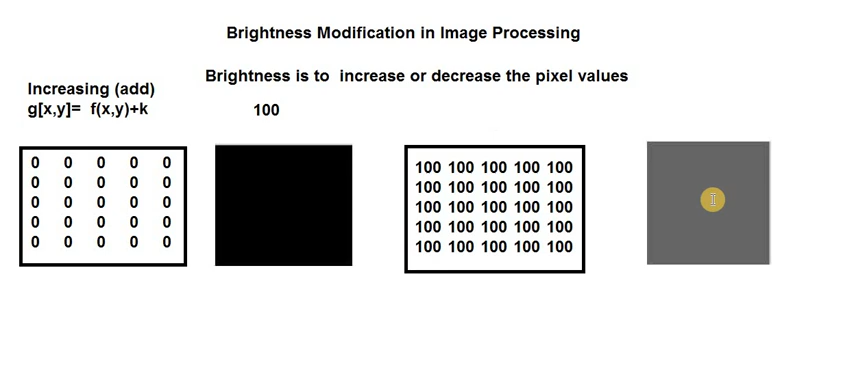 Brightness Modification in Image Processing
Brightness is to  increase or decrease the pixel values
Increasing (add)
g[x,y]=  f(x,y)+k
100
0 0 0 0 0
0 0 0 0 0
0 0 0 0 0
0 0 0 0 0
0 0 0 0 0
100 100 100 100 100
100 100 100 100 100
100 100 100 100 100
100 100 100 100 100
100 100 100 100 100